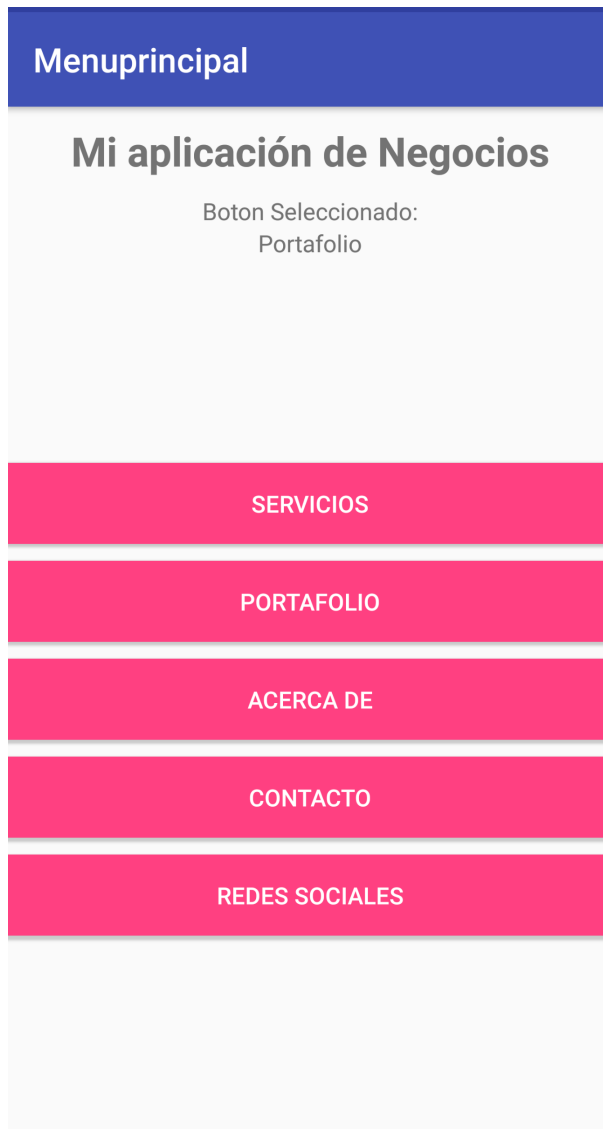 Menuprincipal
Mi aplicación de Negocios
Boton Seleccionado:
Portafolio
SERVICIOS
PORTAFOLIO
ACERCA DE
CONTACTO
REDES SOCIALES